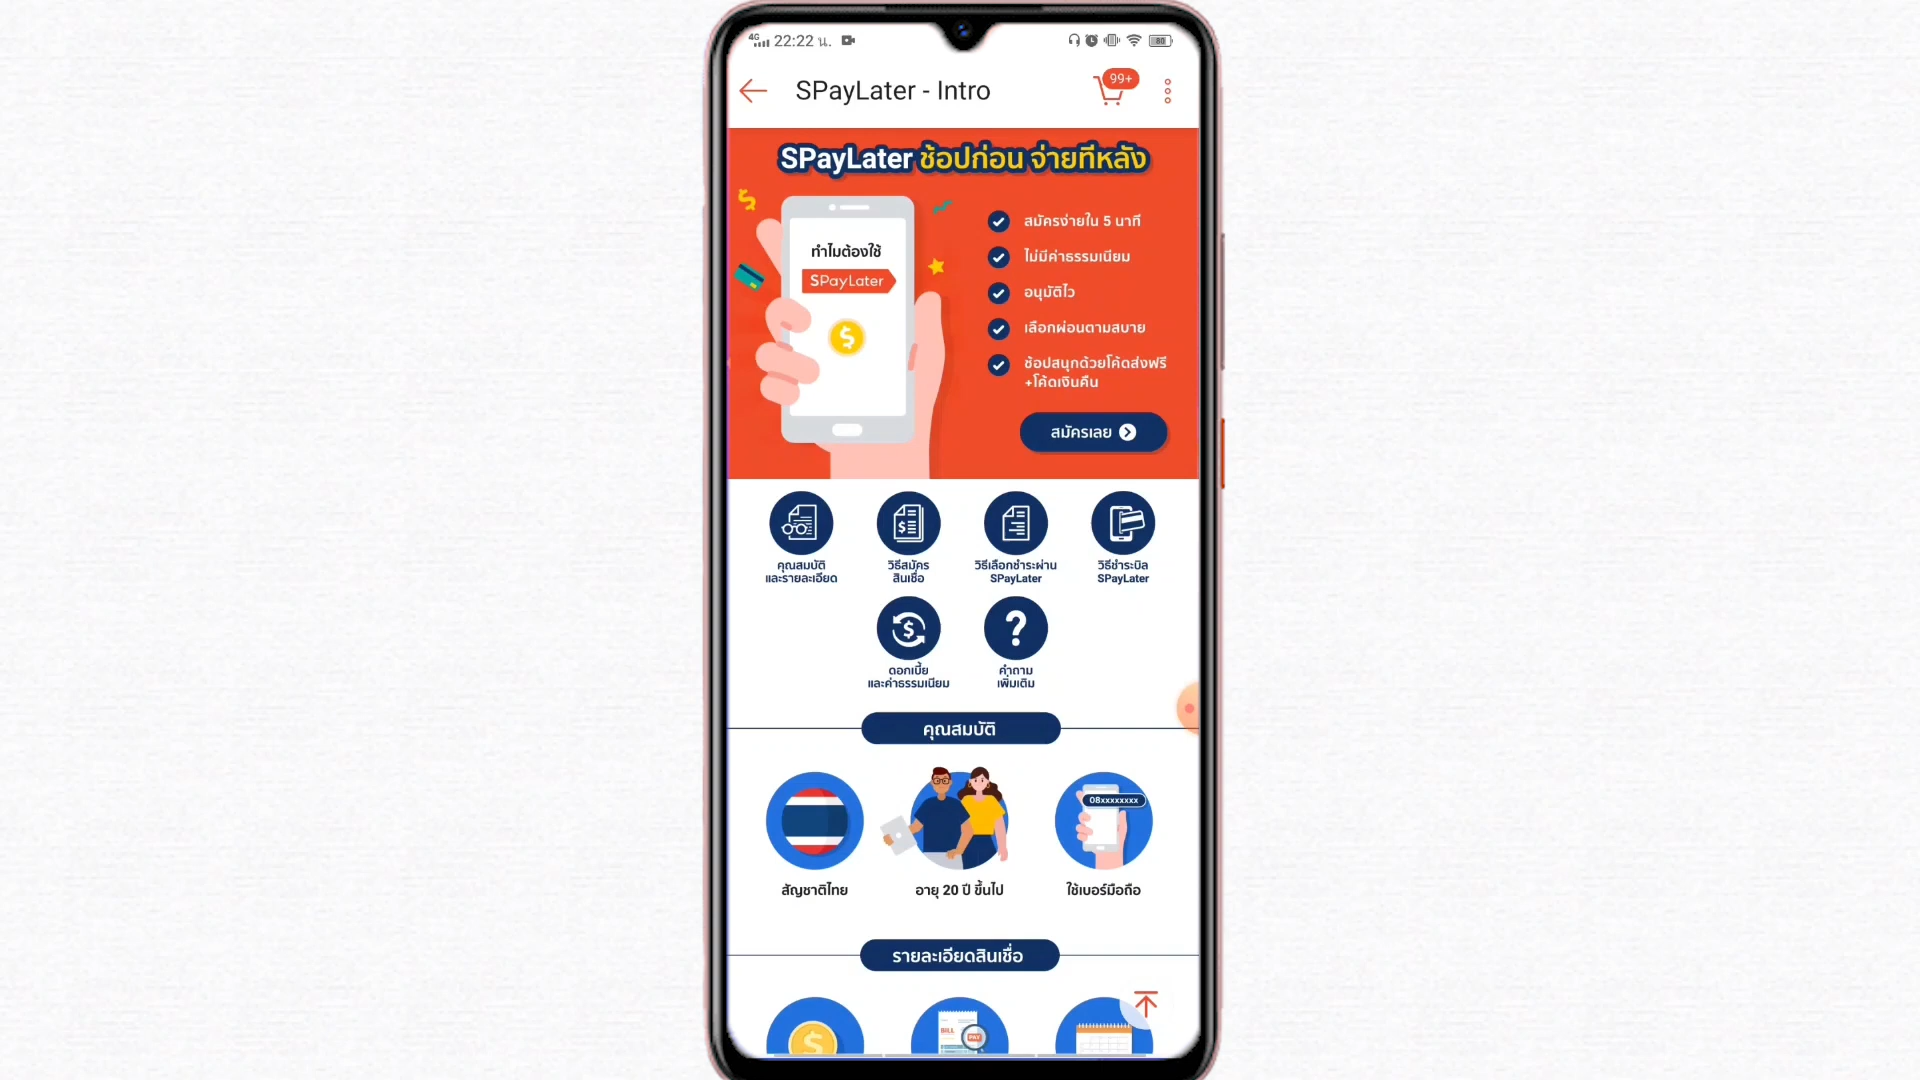 4G 22:22 น. 80
SPayLater - Intro 99+
SPayLater ช้อปก่อน จ่ายทีหลัง
ทำไมต้องใช้
SPayLater
สมัครง่ายใน 5 นาที
ไม่มีค่าธรรมเนียม
อนุมัติไว
เลือกผ่อนตามสบาย
ช้อปสนุกด้วยโค้ดส่งฟรี
+โค้ดเงินคืน
สมัครเลย
คุณสมบัติ
และรายละเอียด
วิธีสมัคร
สินเชื่อ
วิธีเลือกชำระผ่าน
SPayLater
วิธีชำระบิล
SPayLater
ดอกเบี้ย
และค่าธรรมเนียม
คำถาม
เพิ่มเติม
คุณสมบัติ
08xxxxxxxx
สัญชาติไทย
อายุ 20 ปี ขึ้นไป
ใช้เบอร์มือถือ
รายละเอียดสินเชื่อ
BILL
PAY